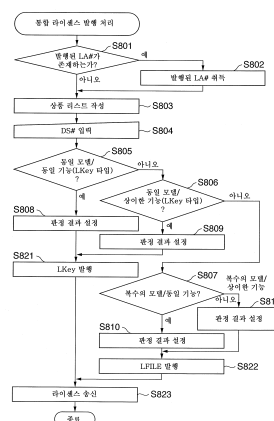 통합 라이센스 발행 처리
S801
발행된 LA#가
존재하는가?
예
S802
발행된 LA# 취득
아니오
상품 리스트 작성
S803
DS# 입력
S804
S805
동일 모델/
동일 기능(LKey 타입)
?
아니오
S806
동일 모델/
상이한 기능(LKey 타입)
?
아니오
예
S808
판정 결과 설정
예
S809
판정 결과 설정
S821
LKey 발행
S807
복수의 모델/동일 기능?
복수의 모델/
상이한 기능
아니오
S81
판정 결과 설정
예
S810
판정 결과 설정
LFILE 발행
S822
라이센스 송신
S823
종료